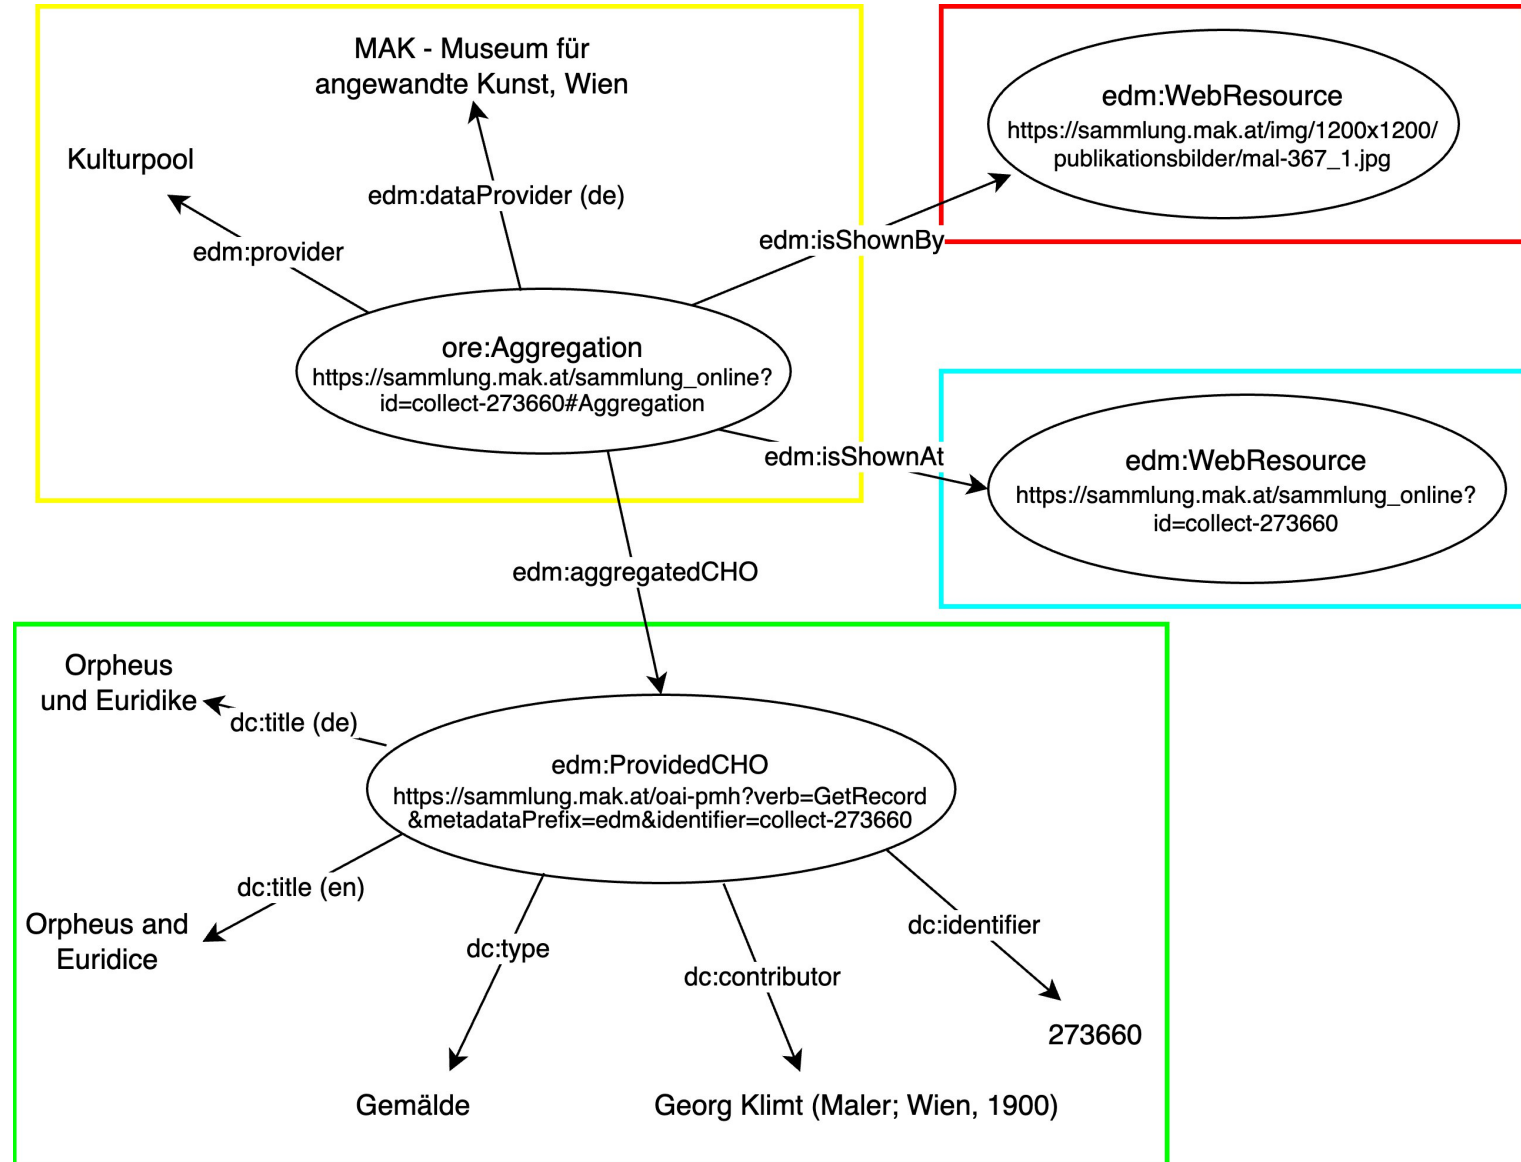 MAK - Museum für
angewandte Kunst, Wien
Kulturpool
edm:dataProvider (de)
edm:provider
edm:isShownBy
edm:WebResource
https://sammlung.mak.at/img/1200x1200/
publikationsbilder/mal-367_1.jpg
ore:Aggregation
https://sammlung.mak.at/sammlung_online?
id=collect-273660#Aggregation
edm:isShownAt
edm:WebResource
https://sammlung.mak.at/sammlung_online?
id=collect-273660
edm:aggregatedCHO
Orpheus
und Euridike
dc:title (de)
edm:ProvidedCHO
https://sammlung.mak.at/oai-pmh?verb=GetRecord
&metadataPrefix=edm&identifier=collect-273660
dc:title (en)
Orpheus and
Euridice
dc:type
dc:contributor
dc:identifier
273660
Gemälde
Georg Klimt (Maler; Wien, 1900)